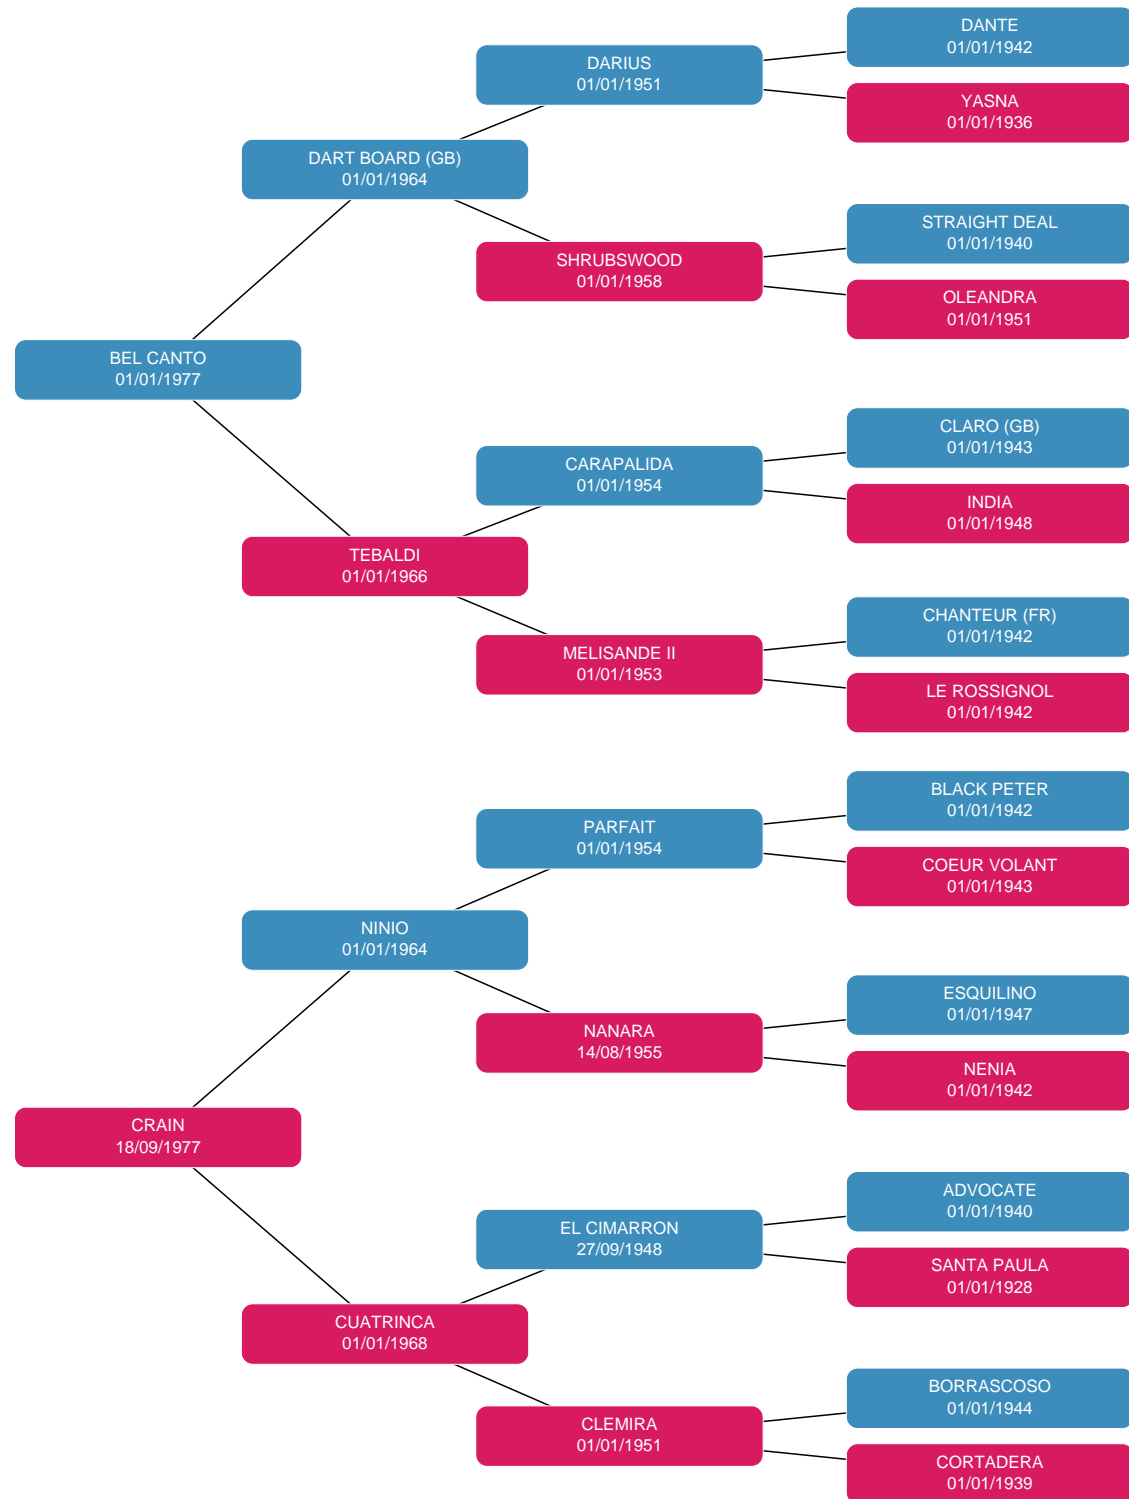 DANTE
01/01/1942
DARIUS
01/01/1951
YASNA
01/01/1936
DART BOARD (GB)
01/01/1964
STRAIGHT DEAL
01/01/1940
SHRUBSWOOD
01/01/1958
OLEANDRA
01/01/1951
BEL CANTO
01/01/1977
CLARO (GB)
01/01/1943
CARAPALIDA
01/01/1954
INDIA
01/01/1948
TEBALDI
01/01/1966
CHANTEUR (FR)
01/01/1942
MELISANDE II
01/01/1953
LE ROSSIGNOL
01/01/1942
BLACK PETER
01/01/1942
PARFAIT
01/01/1954
COEUR VOLANT
01/01/1943
NINIO
01/01/1964
ESQUILINO
01/01/1947
NANARA
14/08/1955
NENIA
01/01/1942
CRAIN
18/09/1977
ADVOCATE
01/01/1940
EL CIMARRON
27/09/1948
SANTA PAULA
01/01/1928
CUATRINCA
01/01/1968
BORRASCOSO
01/01/1944
CLEMIRA
01/01/1951
CORTADERA
01/01/1939